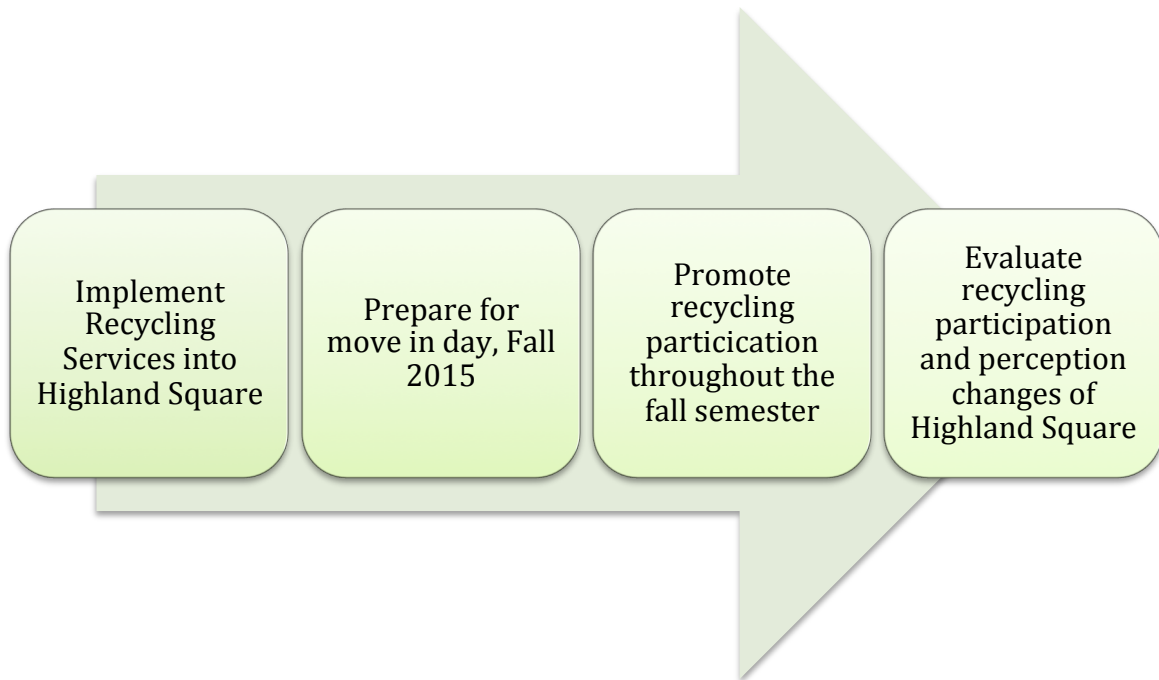 Implement
Recycling
Services into
Highland Square
Prepare for
move in day, Fall
2015
Promote
recycling
particication
throughout the
fall semester
Evaluate
recycling
participation
and perception
changes of
Highland Square